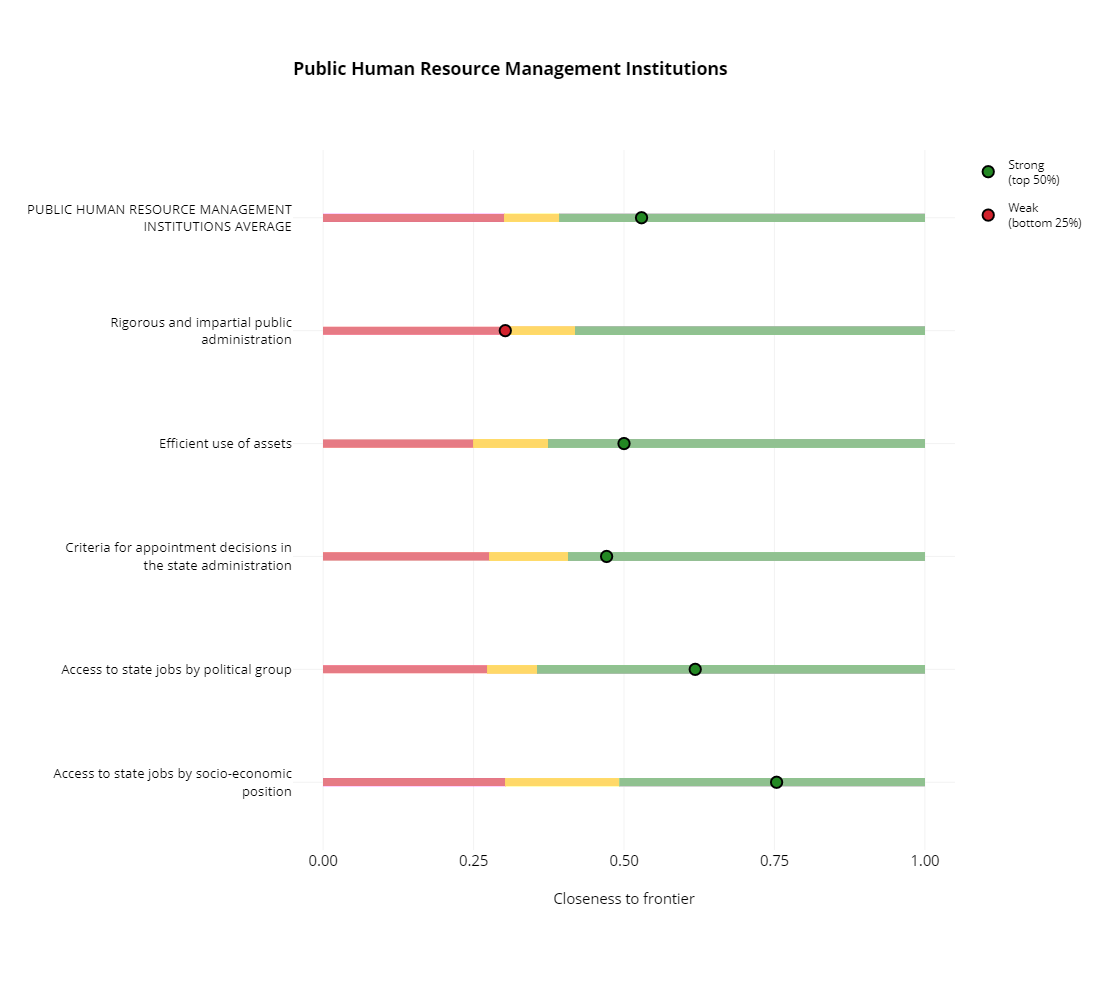 Public Human Resource Management Institutions
Strong
(top 50%)
Weak
(bottom 25%)
PUBLIC HUMAN RESOURCE MANAGEMENT
INSTITUTIONS AVERAGE
Rigorous and impartial public
administration
Efficient use of assets
Criteria for appointment decisions in
the state administration
Access to state jobs by political group
Access to state jobs by socio-economic
position
0.00 0.25 0.50 0.75 1.00
Closeness to frontier